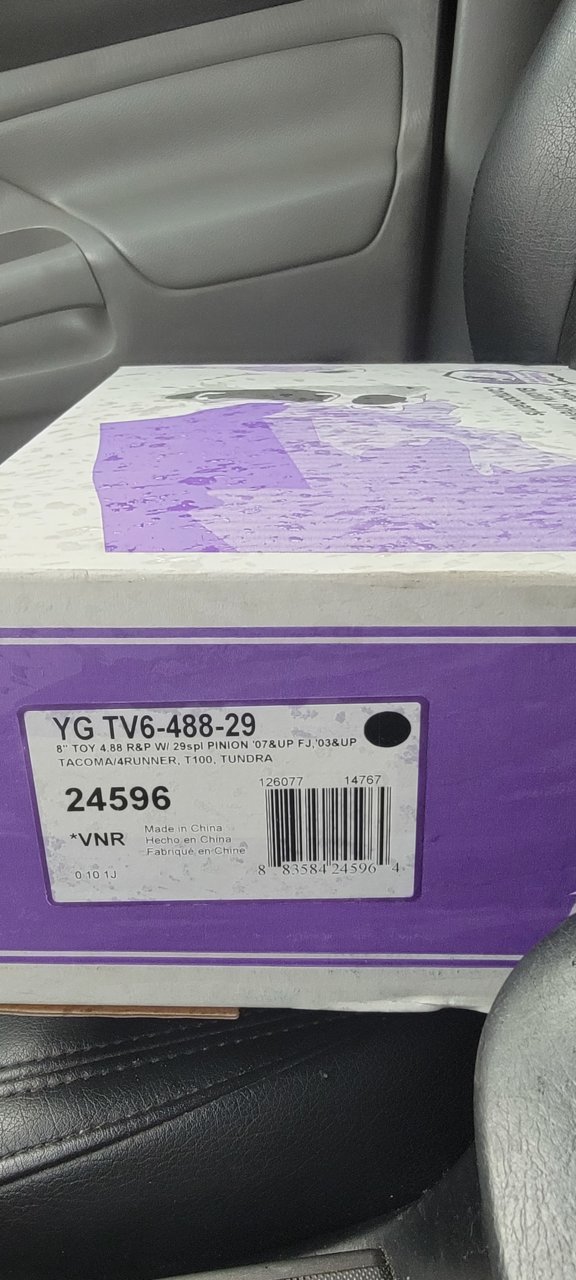 YG TV6-488-29
8" TOY 4.88 R&P W/ 29spl PINION '07&UP FJ,'03&UP
TACOMA/4RUNNER, T100, TUNDRA
24596
126077 14767
*VNR
Made in China
Hecho en China
Fabriqué en Chine
0 10 1J
8 83584 24596 4